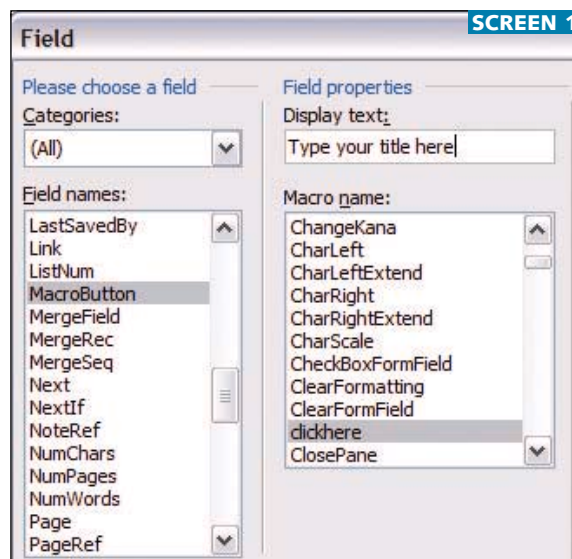 SCREEN 1
Field
Please choose a field
Categories:
(All)
Field names:
LastSavedBy
Link
ListNum
MacroButton
MergeField
MergeRec
MergeSeq
Next
NextIf
NoteRef
NumChars
NumPages
NumWords
Page
PageRef
Field properties
Display text:
Type your title here
Macro name:
ChangeKana
CharLeft
CharLeftExtend
CharRight
CharRightExtend
CharScale
CheckBoxFormField
ClearFormatting
ClearFormField
clickhere
ClosePane